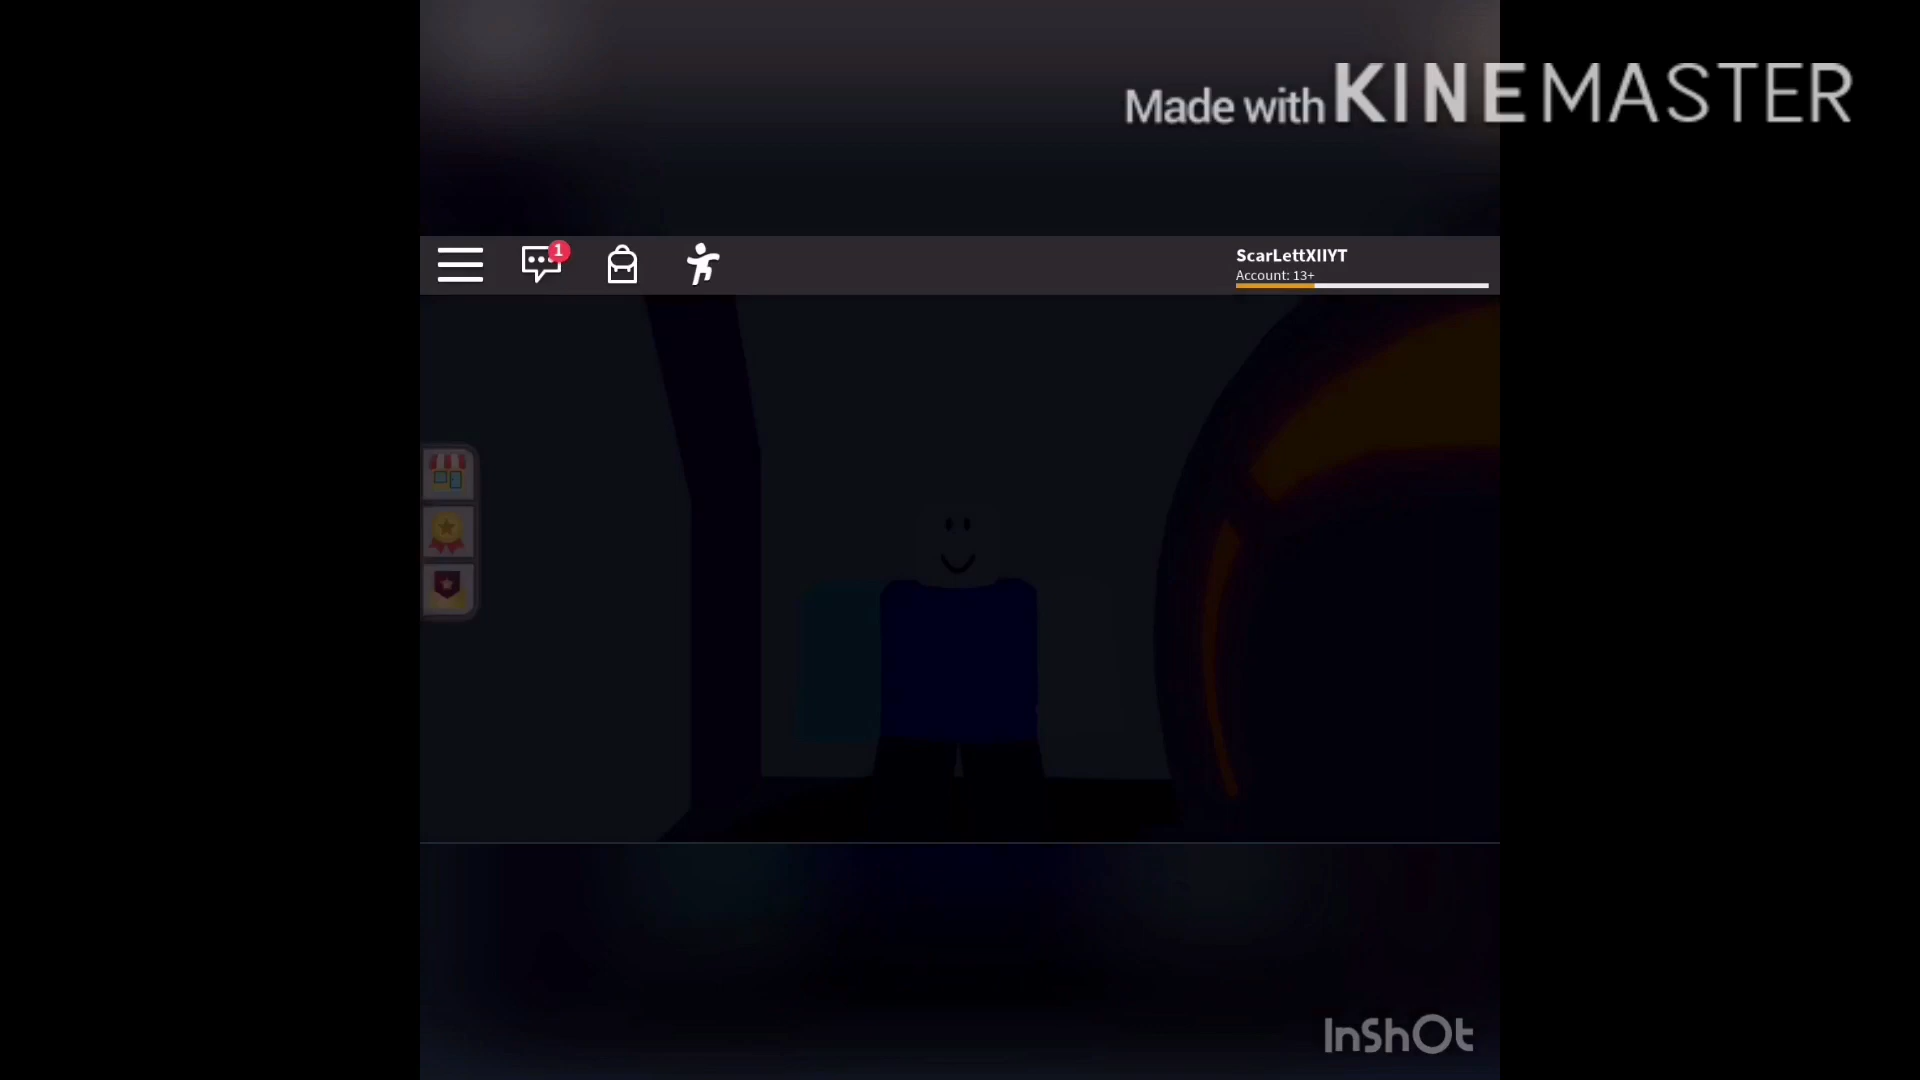 Made with KINEMASTER
1
ScarLettXIIYT
Account: 13+
InShOt